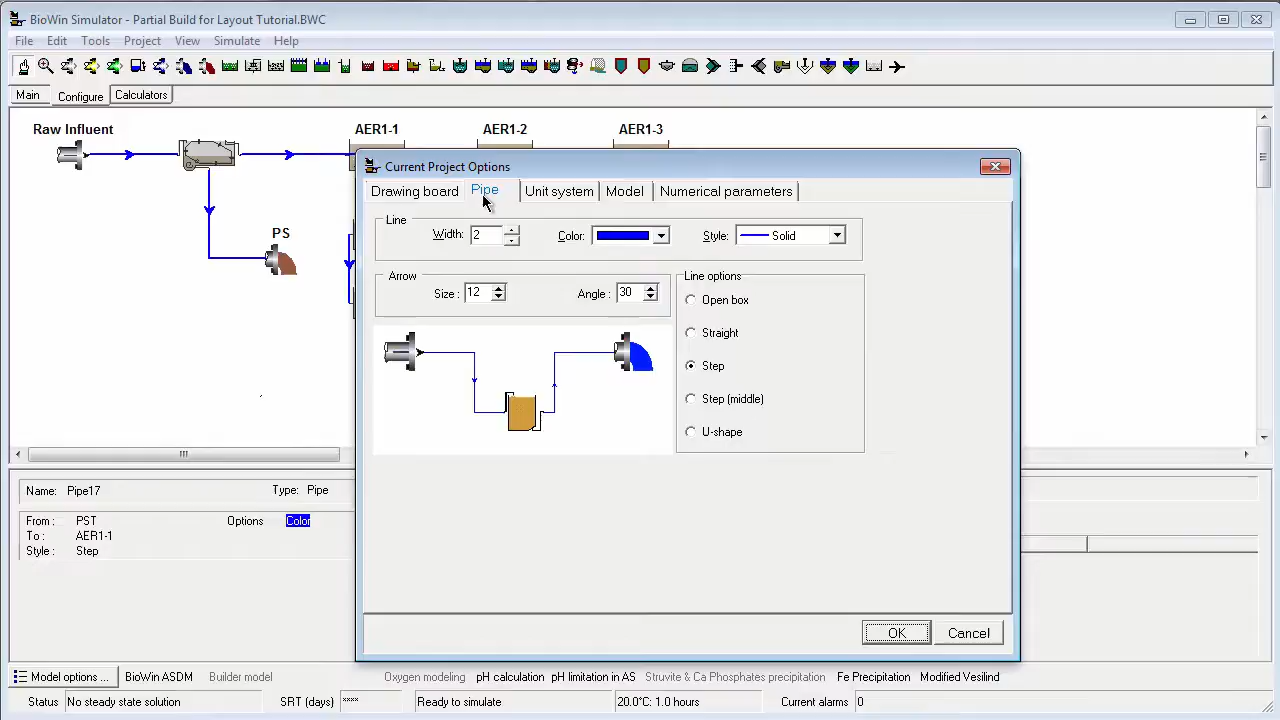 BioWin Simulator - Partial Build for Layout Tutorial.BWC
File Edit Tools Project View Simulate Help
Main Configure Calculators
Raw Influent
AER1-1 AER1-2 AER1-3
PS
Current Project Options
Drawing board Pipe Unit system Model Numerical parameters
Line
Width: 2 Color: Style: Solid
Arrow
Size : 12 Angle : 30
Line options
Open box
Straight
Step
Step (middle)
U-shape
Name: Pipe17 Type: Pipe
From : PST Options Color
To : AER1-1
Style : Step
OK Cancel
Model options ... BioWin ASDM Builder model Oxygen modeling pH calculation pH limitation in AS Struvite & Ca Phosphates precipitation Fe Precipitation Modified Vesilind
Status No steady state solution SRT (days) **** Ready to simulate 20.0°C: 1.0 hours Current alarms 0